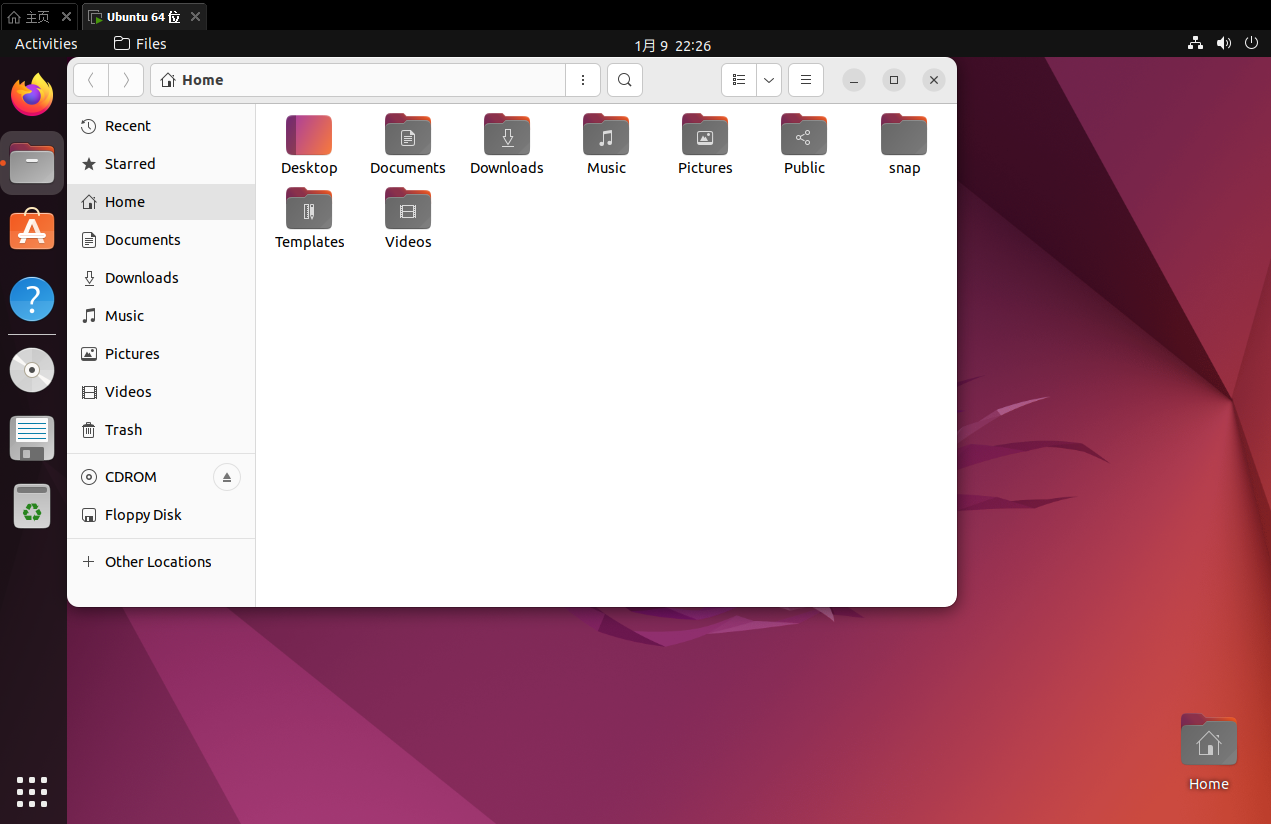 主页
Ubuntu 64 位
Activities
Files
1月 9 22:26
Home
Recent
Starred
Home
Documents
Downloads
Music
Pictures
Videos
Trash
CDROM
Floppy Disk
Other Locations
Desktop
Documents
Downloads
Music
Pictures
Public
snap
Templates
Videos
Home